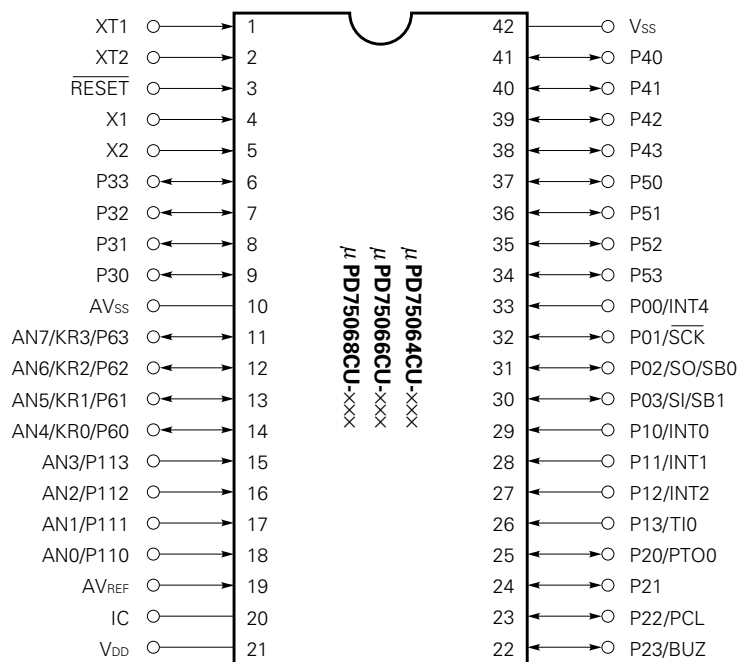 XT1 1 42 Vss
XT2 2 41 P40
RESET 3 40 P41
X1 4 39 P42
X2 5 38 P43
P33 6 37 P50
P32 7 36 P51
P31 8 35 P52
P30 9 34 P53
AVss 10 33 P00/INT4
AN7/KR3/P63 11 32 P01/SCK
AN6/KR2/P62 12 31 P02/SO/SB0
AN5/KR1/P61 13 30 P03/SI/SB1
AN4/KR0/P60 14 29 P10/INT0
AN3/P113 15 28 P11/INT1
AN2/P112 16 27 P12/INT2
AN1/P111 17 26 P13/TI0
AN0/P110 18 25 P20/PTO0
AVREF 19 24 P21
IC 20 23 P22/PCL
VDD 21 22 P23/BUZ
μPD75064CU-×××
μPD75066CU-×××
μPD75068CU-×××